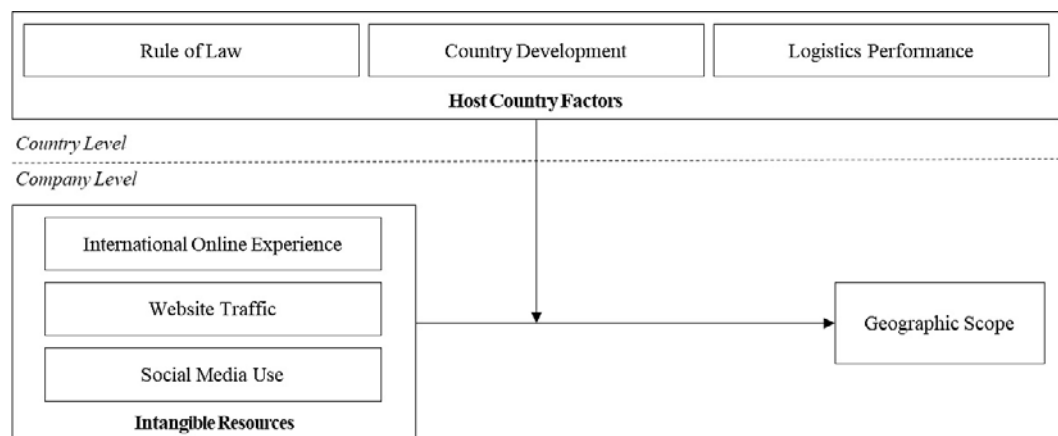 Rule of Law
Country Development
Logistics Performance
Host Country Factors
Country Level
Company Level
International Online Experience
Website Traffic
Social Media Use
Intangible Resources
Geographic Scope